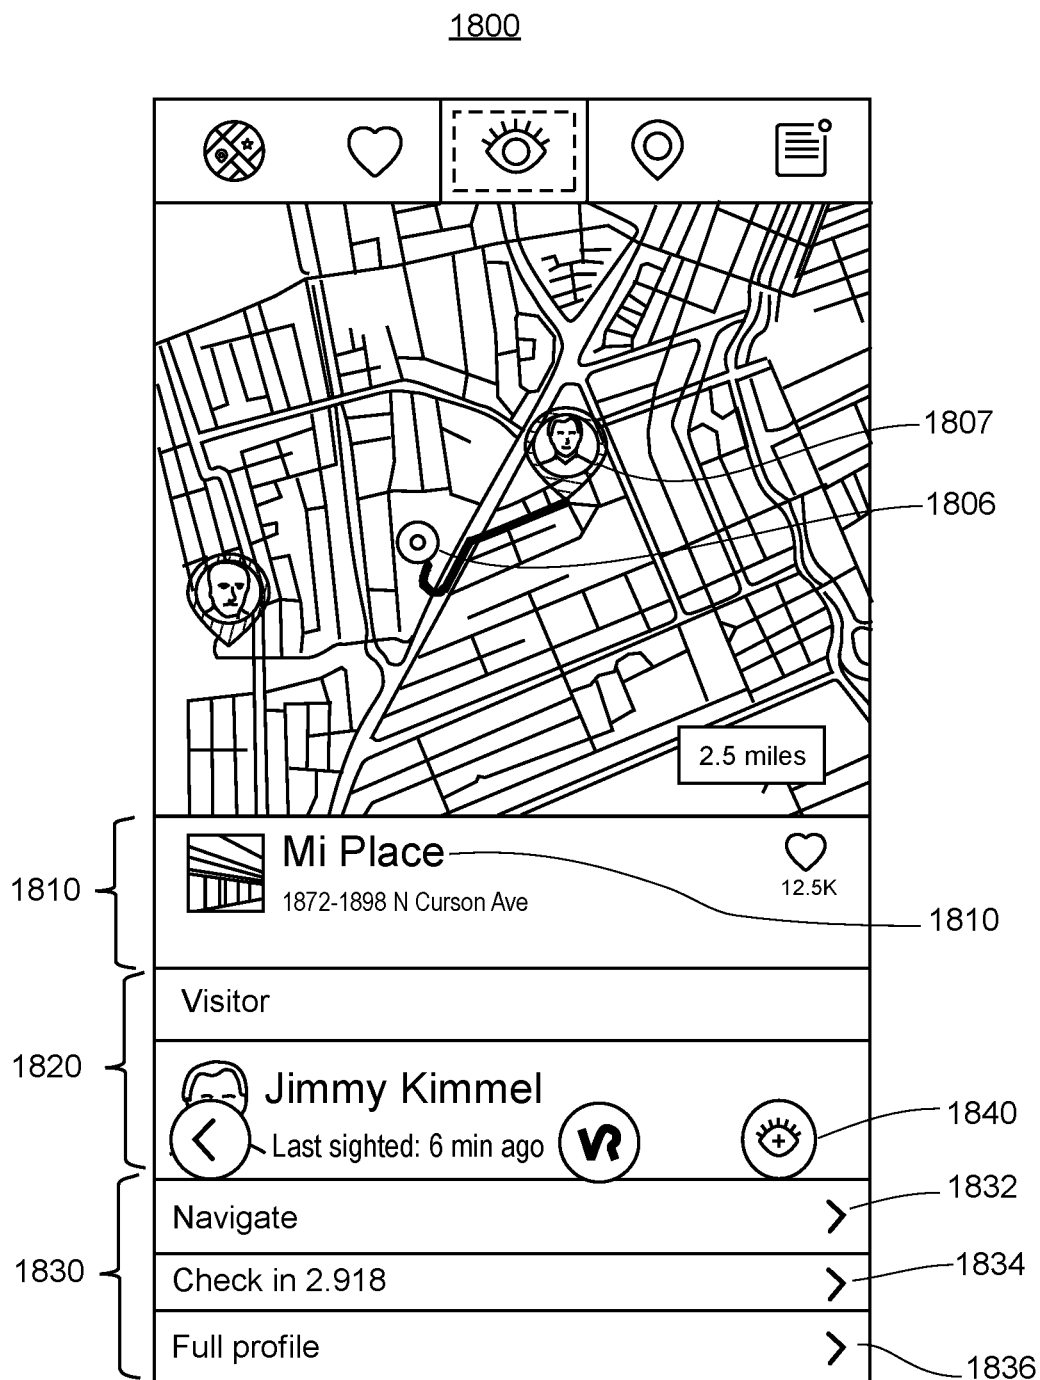 1800
1807
1806
2.5 miles
Mi Place
12.5K
1872-1898 N Curson Ave
1810
1810
Visitor
1820
Jimmy Kimmel
1840
Last sighted: 6 min ago
VR
1832
Navigate
1830
1834
Check in 2.918
Full profile
1836